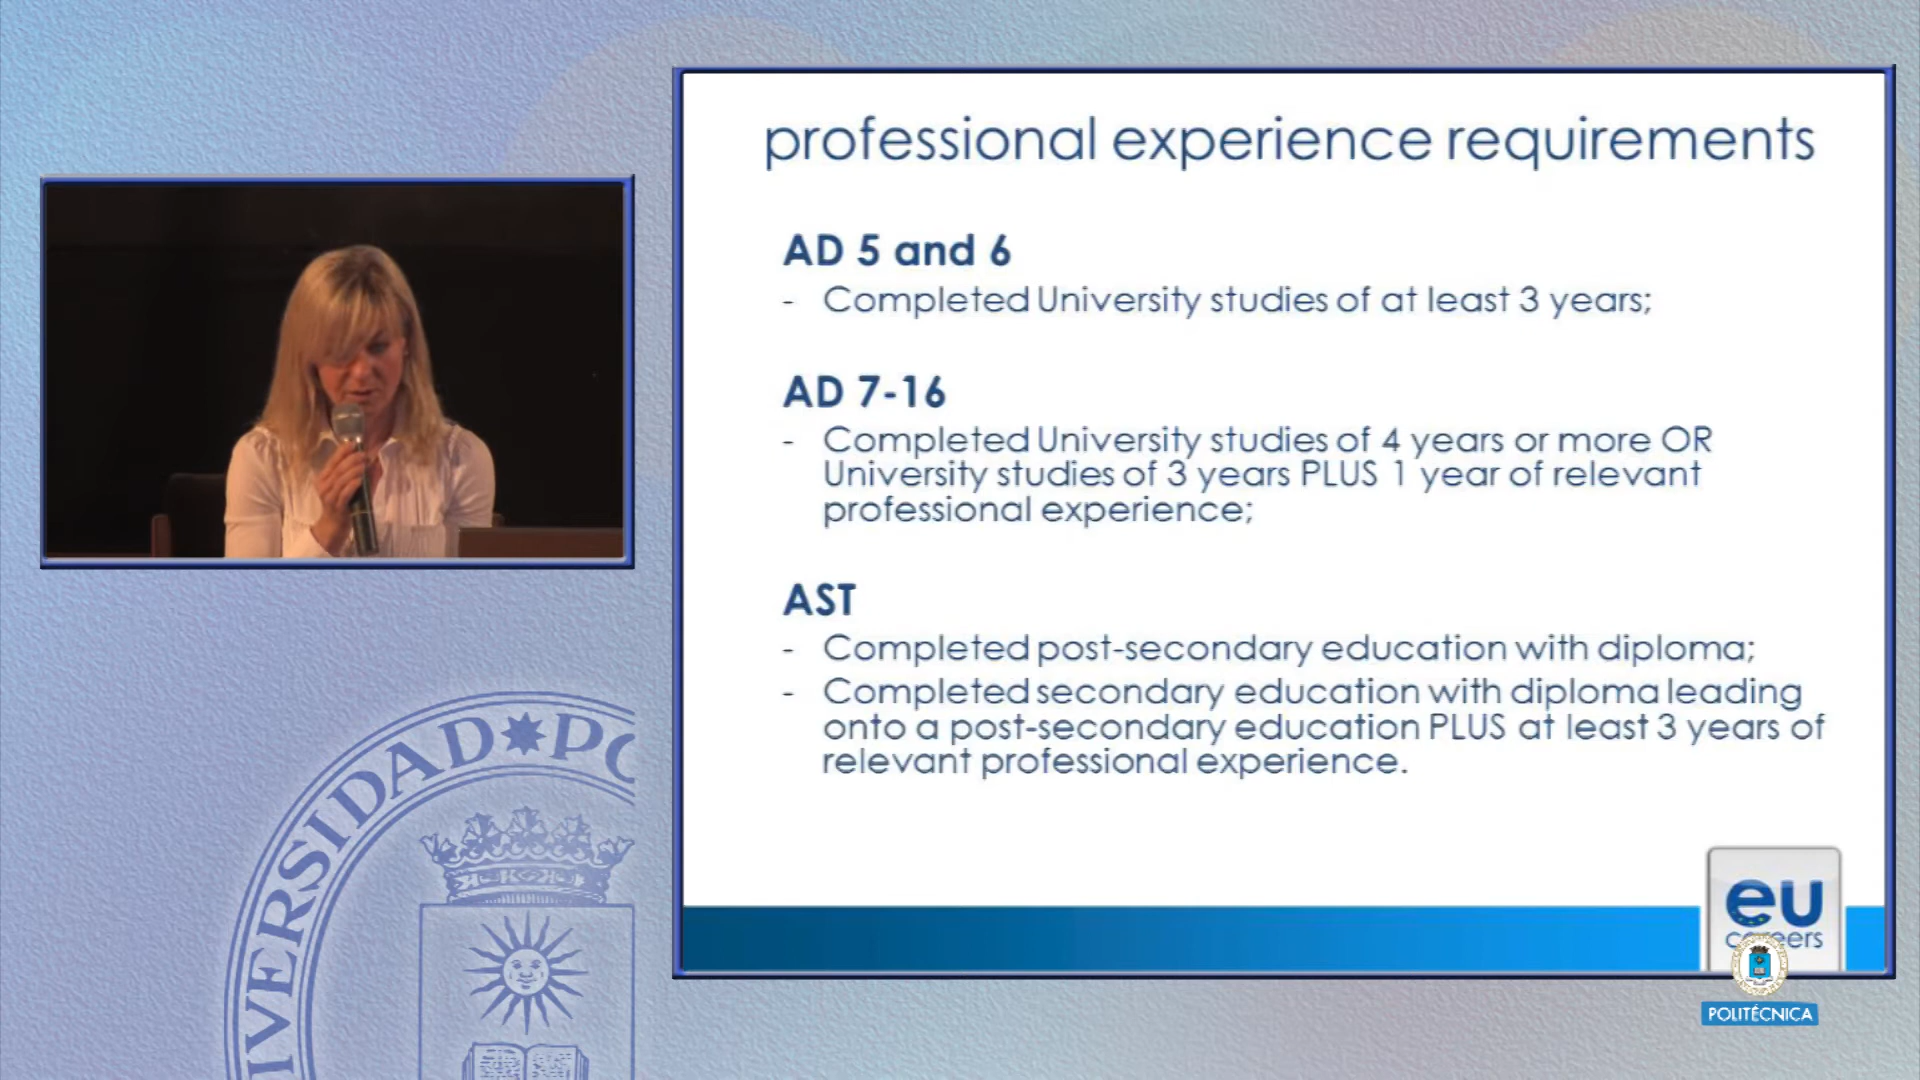 professional experience requirements
AD 5 and 6
- Completed University studies of at least 3 years;
AD 7-16
- Completed University studies of 4 years or more OR
University studies of 3 years PLUS 1 year of relevant
professional experience;
AST
- Completed post-secondary education with diploma;
- Completed secondary education with diploma leading
onto a post-secondary education PLUS at least 3 years of
relevant professional experience.
eu
careers
POLITÉCNICA